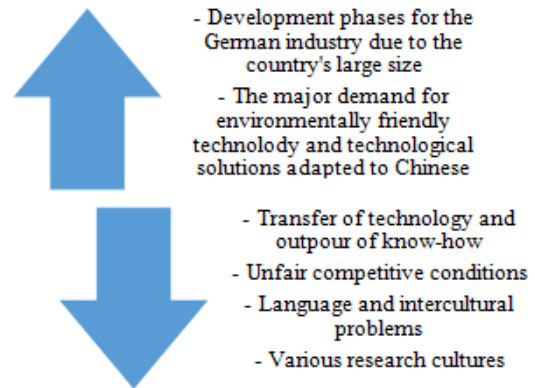 - Development phases for the
German industry due to the
country's large size
- The major demand for
environmentally friendly
technolody and technological
solutions adapted to Chinese
- Transfer of technology and
outpour of know-how
- Unfair competitive conditions
- Language and intercultural
problems
- Various research cultures